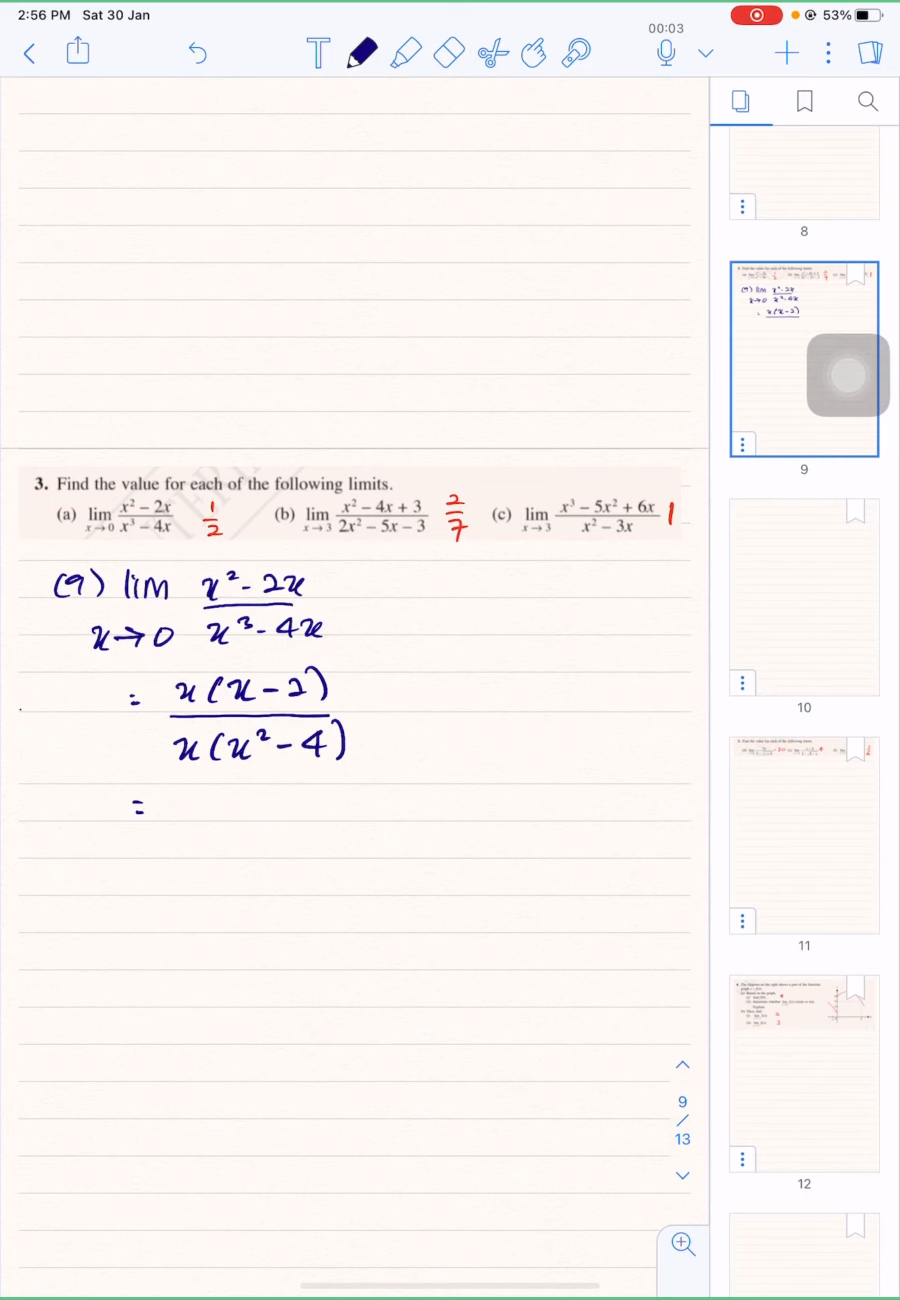 2:56 PM Sat 30 Jan
53%
00:03
T
8
9
10
11
12
3. Find the value for each of the following limits.
(a) lim x→0 (x² − 2x)/(x³ − 4x) 1/2 (b) lim x→3 (x² − 4x + 3)/(2x² − 5x − 3) 2/7 (c) lim x→3 (x³ − 5x² + 6x)/(x² − 3x) 1
(a) lim x²-2x
x→0 x³-4x
= x(x-2)
x(x²-4)
=
9
/
13